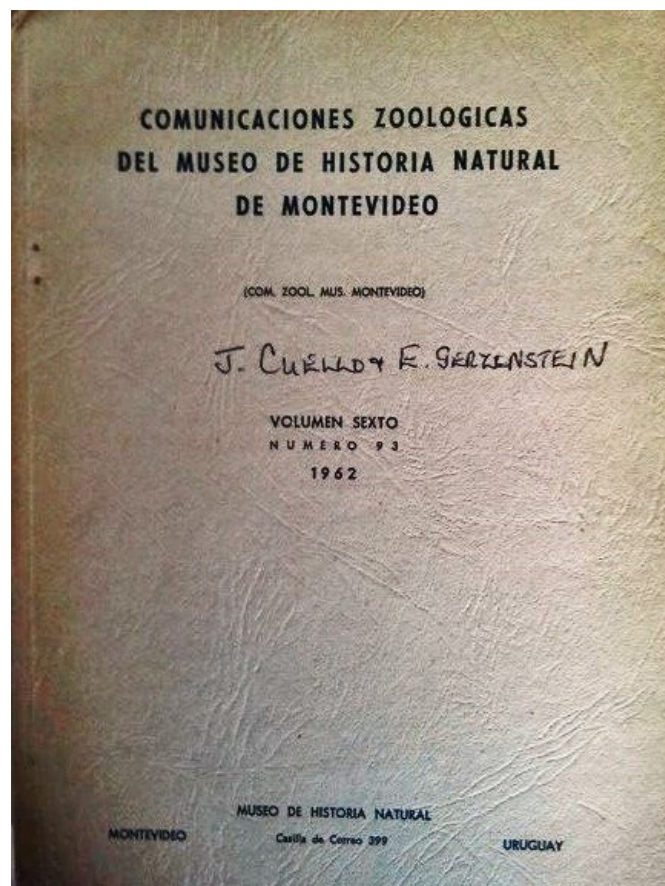 COMUNICACIONES ZOOLOGICAS
DEL MUSEO DE HISTORIA NATURAL
DE MONTEVIDEO
(COM. ZOOL. MUS. MONTEVIDEO)
J. CUELLO & E. GERZENSTEIN
VOLUMEN SEXTO
NUMERO 93
1962
MUSEO DE HISTORIA NATURAL
MONTEVIDEO Casilla de Correo 399 URUGUAY